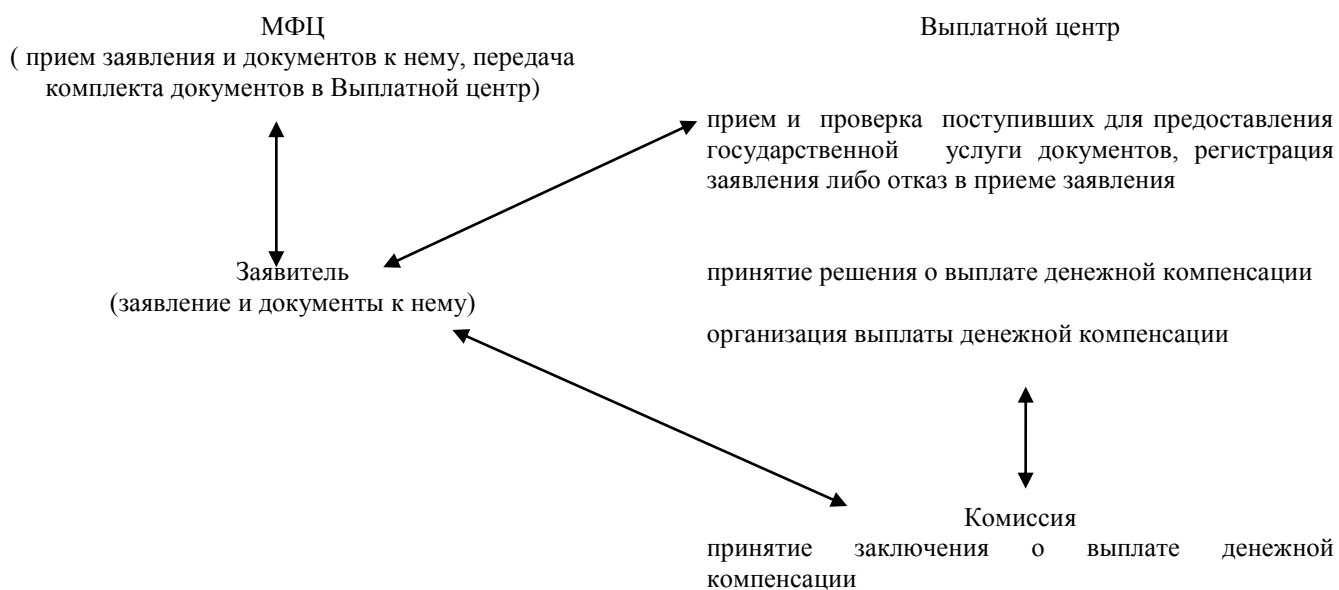 МФЦ
( прием заявления и документов к нему, передача
комплекта документов в Выплатной центр)
Выплатной центр
прием и проверка поступивших для предоставления
государственной услуги документов, регистрация
заявления либо отказ в приеме заявления
Заявитель
(заявление и документы к нему)
принятие решения о выплате денежной компенсации
организация выплаты денежной компенсации
Комиссия
принятие заключения о выплате денежной
компенсации